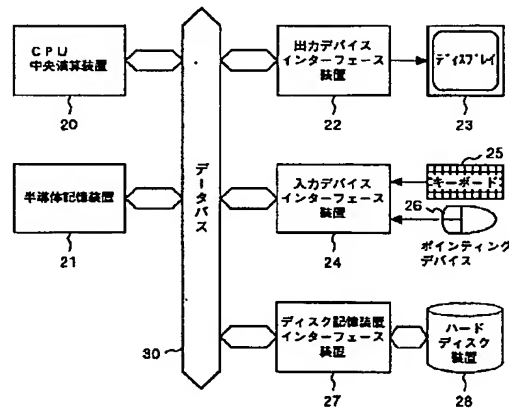 CPU
中央演算装置
20
出力デバイス
インターフェース
装置
22
ディスプレイ
23
半導体記憶装置
21
データバス
30
入力デバイス
インターフェース
装置
24
25
キーボード
26
ポインティング
デバイス
ディスク記憶装置
インターフェース
装置
27
ハード
ディスク
装置
28